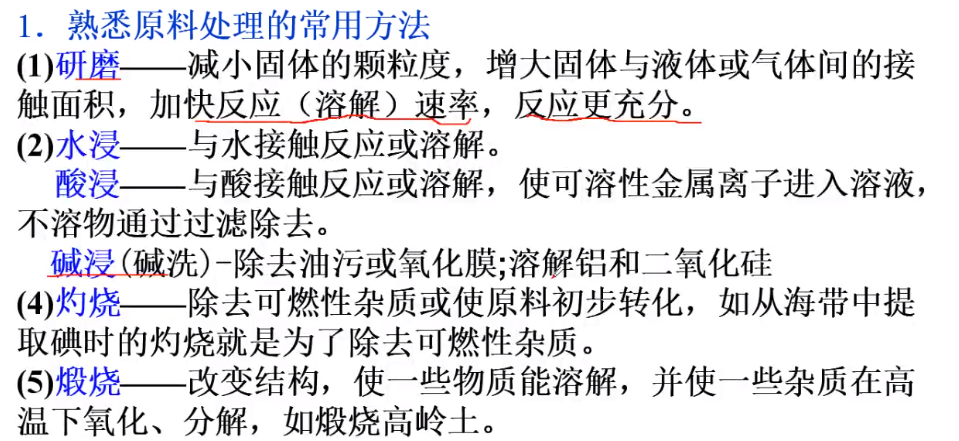 1．熟悉原料处理的常用方法
(1)研磨——减小固体的颗粒度，增大固体与液体或气体间的接
触面积，加快反应（溶解）速率，反应更充分。
(2)水浸——与水接触反应或溶解。
酸浸——与酸接触反应或溶解，使可溶性金属离子进入溶液，
不溶物通过过滤除去。
碱浸(碱洗)-除去油污或氧化膜;溶解铝和二氧化硅
(4)灼烧——除去可燃性杂质或使原料初步转化，如从海带中提
取碘时的灼烧就是为了除去可燃性杂质。
(5)煅烧——改变结构，使一些物质能溶解，并使一些杂质在高
温下氧化、分解，如煅烧高岭土。